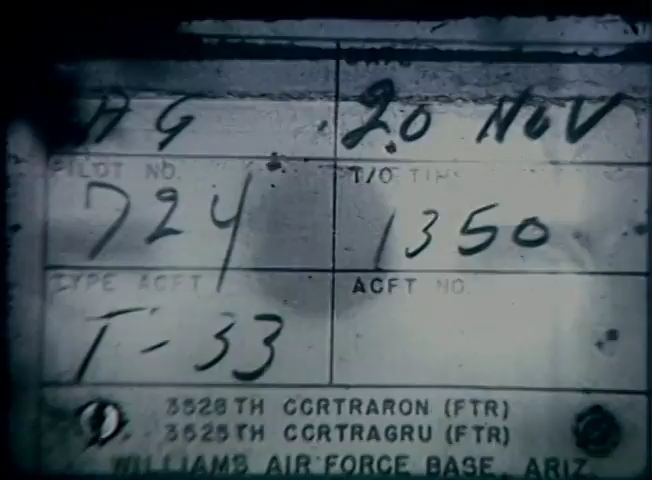 AG 20 NOV
PILOT NO. T/O TIME
724 1350
TYPE ACFT ACFT NO.
T-33
3526TH CCRTRARON (FTR)
3525TH CCRTRAGRU (FTR)
WILLIAMS AIR FORCE BASE, ARIZ.